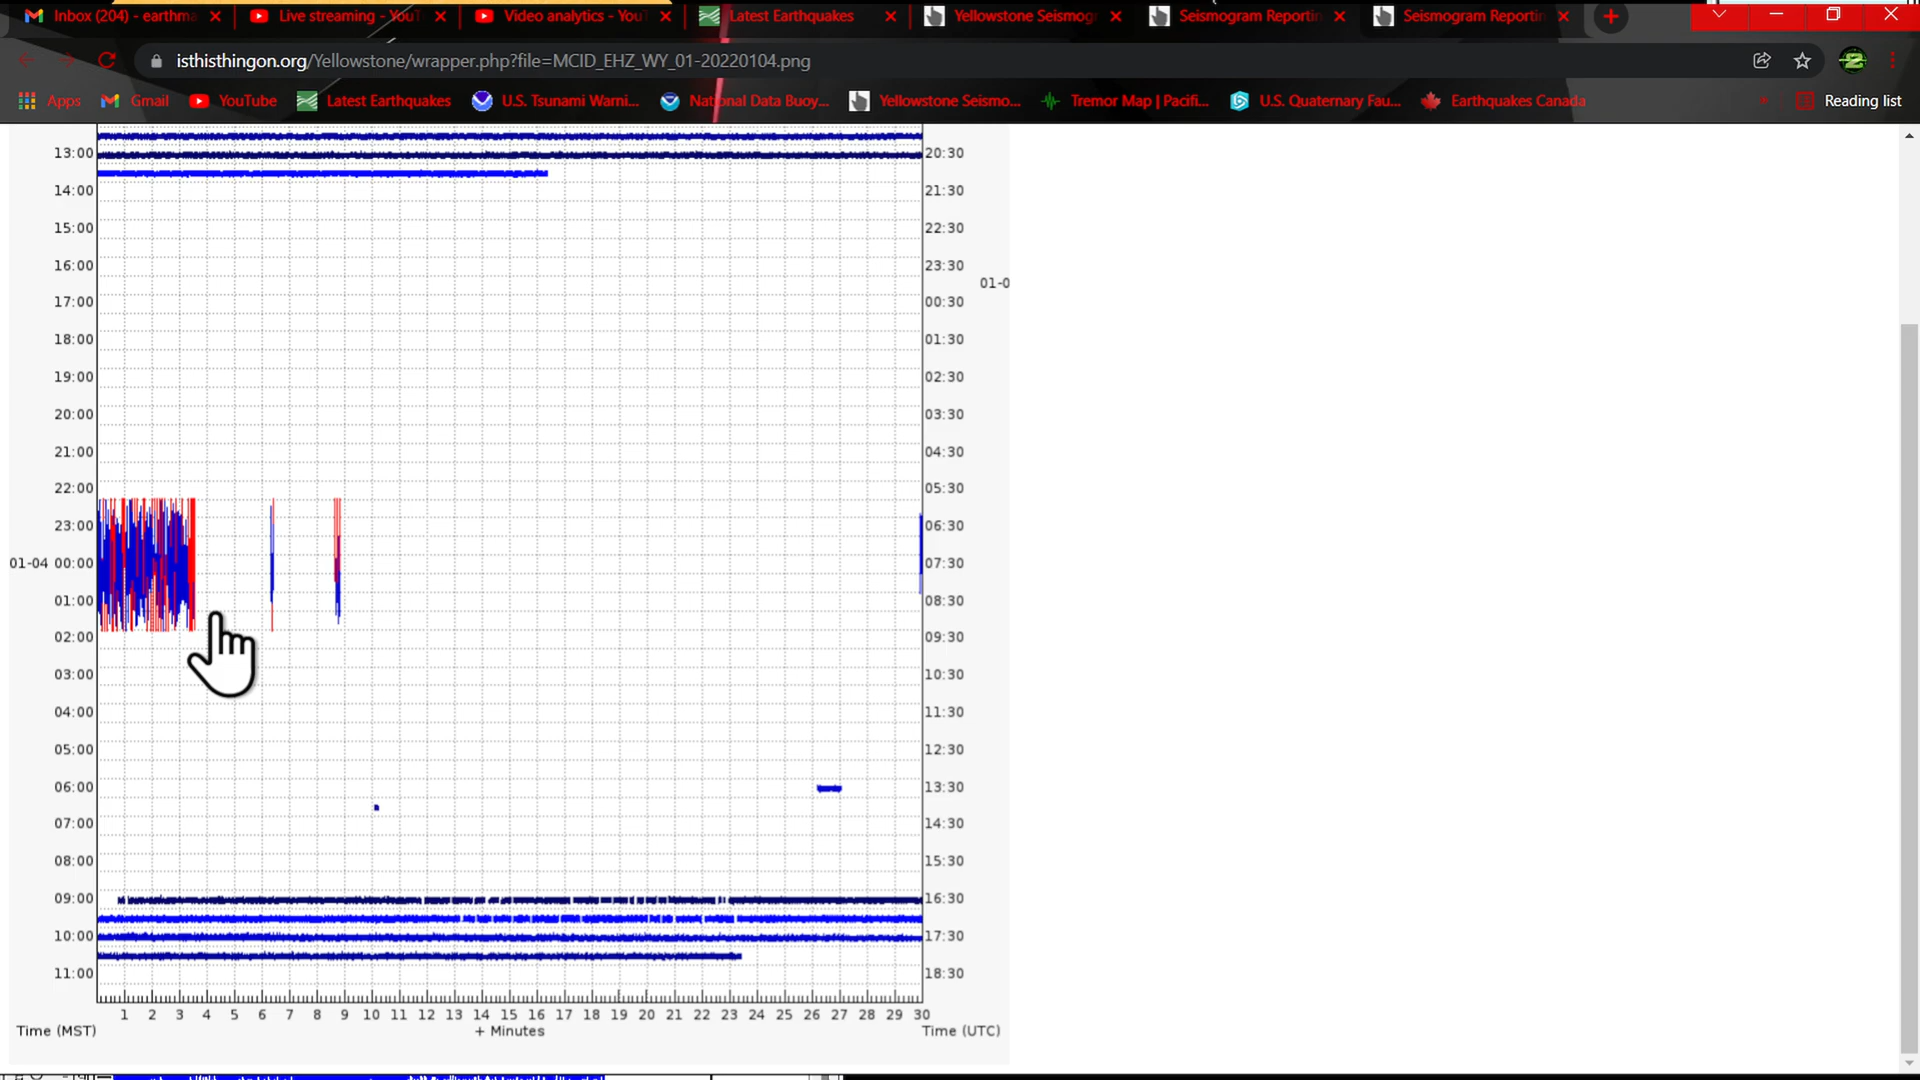 Inbox (204) - earthma
Live streaming - YouT
Video analytics - YouT
Latest Earthquakes
Yellowstone Seismog
Seismogram Reportin
Seismogram Reportin
isthisthingon.org/Yellowstone/wrapper.php?file=MCID_EHZ_WY_01-20220104.png
Apps
Gmail
YouTube
Latest Earthquakes
U.S. Tsunami Warni...
National Data Buoy...
Yellowstone Seismo...
Tremor Map | Pacifi...
U.S. Quaternary Fau...
Earthquakes Canada
Reading list
13:00 20:30
14:00 21:30
15:00 22:30
16:00 23:30
01-0
17:00 00:30
18:00 01:30
19:00 02:30
20:00 03:30
21:00 04:30
22:00 05:30
23:00 06:30
01-04 00:00 07:30
01:00 08:30
02:00 09:30
03:00 10:30
04:00 11:30
05:00 12:30
06:00 13:30
07:00 14:30
08:00 15:30
09:00 16:30
10:00 17:30
11:00 18:30
1 2 3 4 5 6 7 8 9 10 11 12 13 14 15 16 17 18 19 20 21 22 23 24 25 26 27 28 29 30
Time (MST) + Minutes Time (UTC)